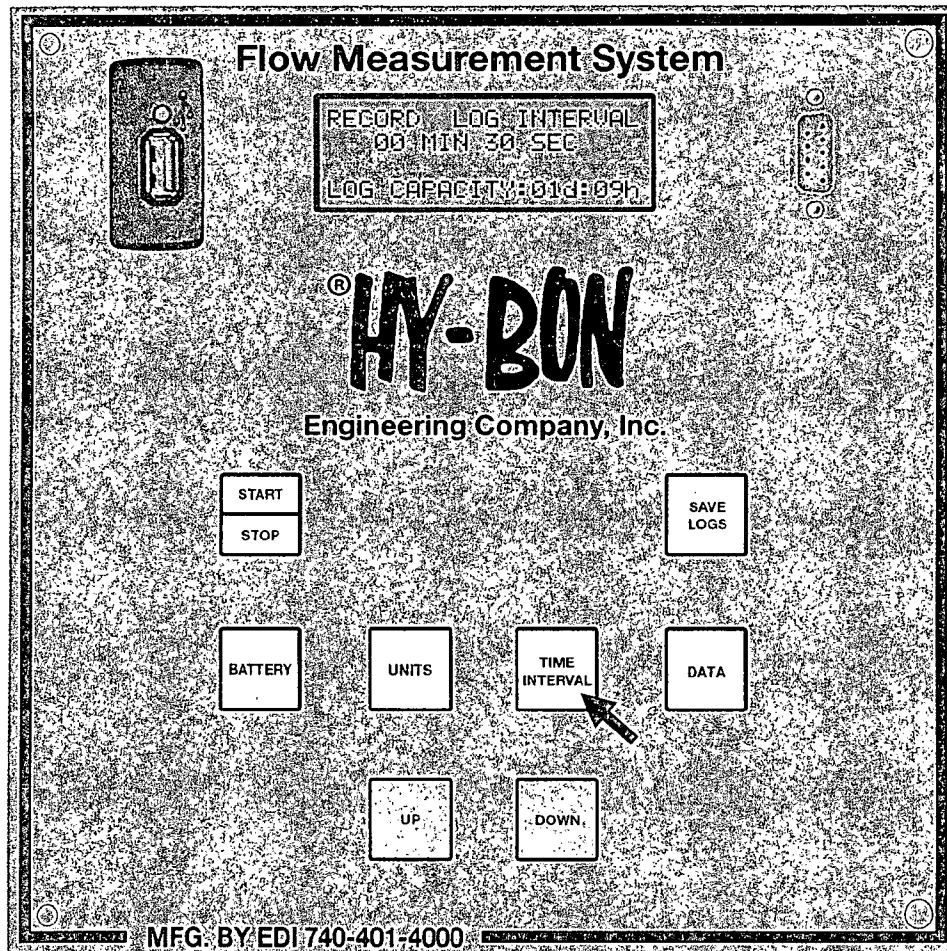 Flow Measurement System
RECORD LOG INTERVAL
00 MIN 30 SEC
LOG CAPACITY:01d:09h
®HY-BON
Engineering Company, Inc.
START
STOP
SAVE
LOGS
BATTERY
UNITS
TIME
INTERVAL
DATA
UP
DOWN
MFG. BY EDI 740-401-4000